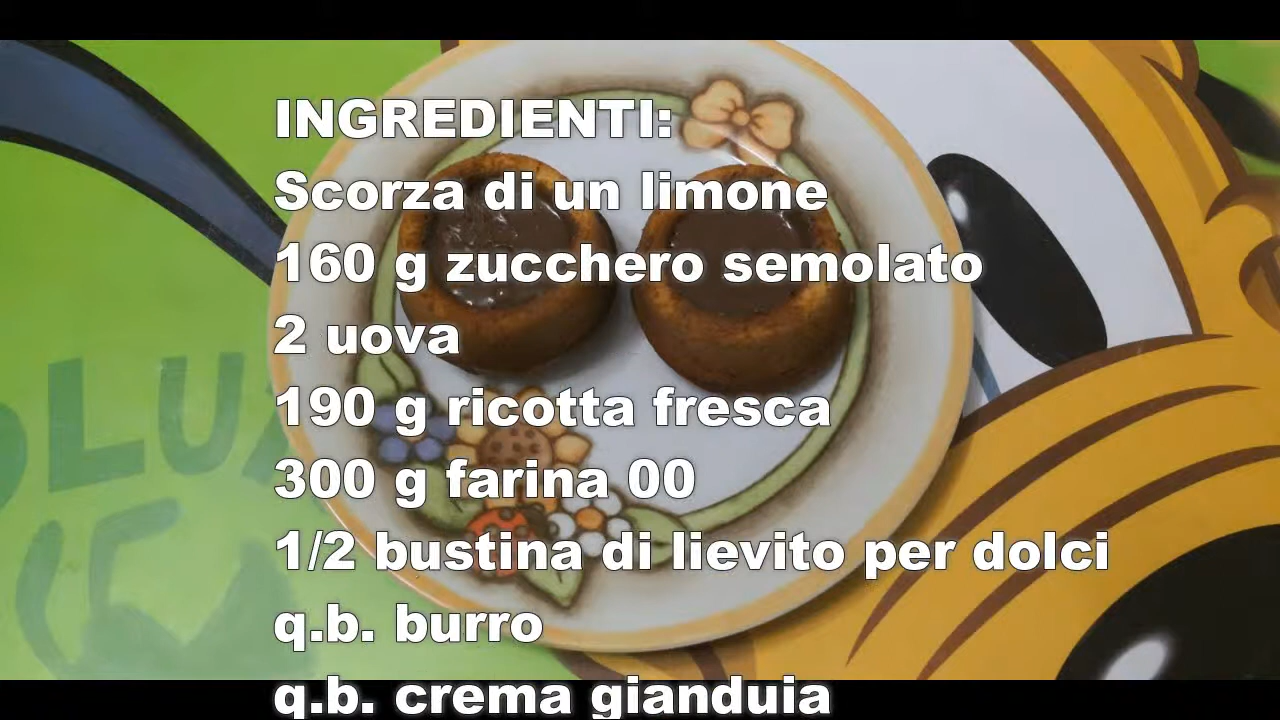 INGREDIENTI:
Scorza di un limone
160 g zucchero semolato
2 uova
190 g ricotta fresca
300 g farina 00
1/2 bustina di lievito per dolci
q.b. burro
q.b. crema gianduia